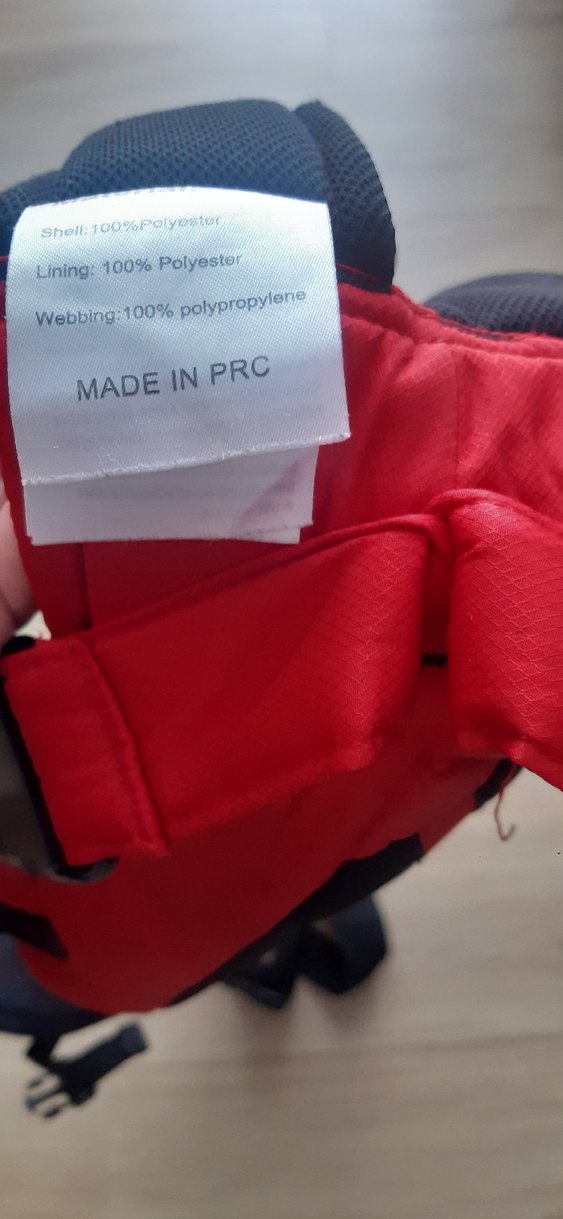 Shell:100%Polyester
Lining: 100% Polyester
Webbing:100% polypropylene
MADE IN PRC